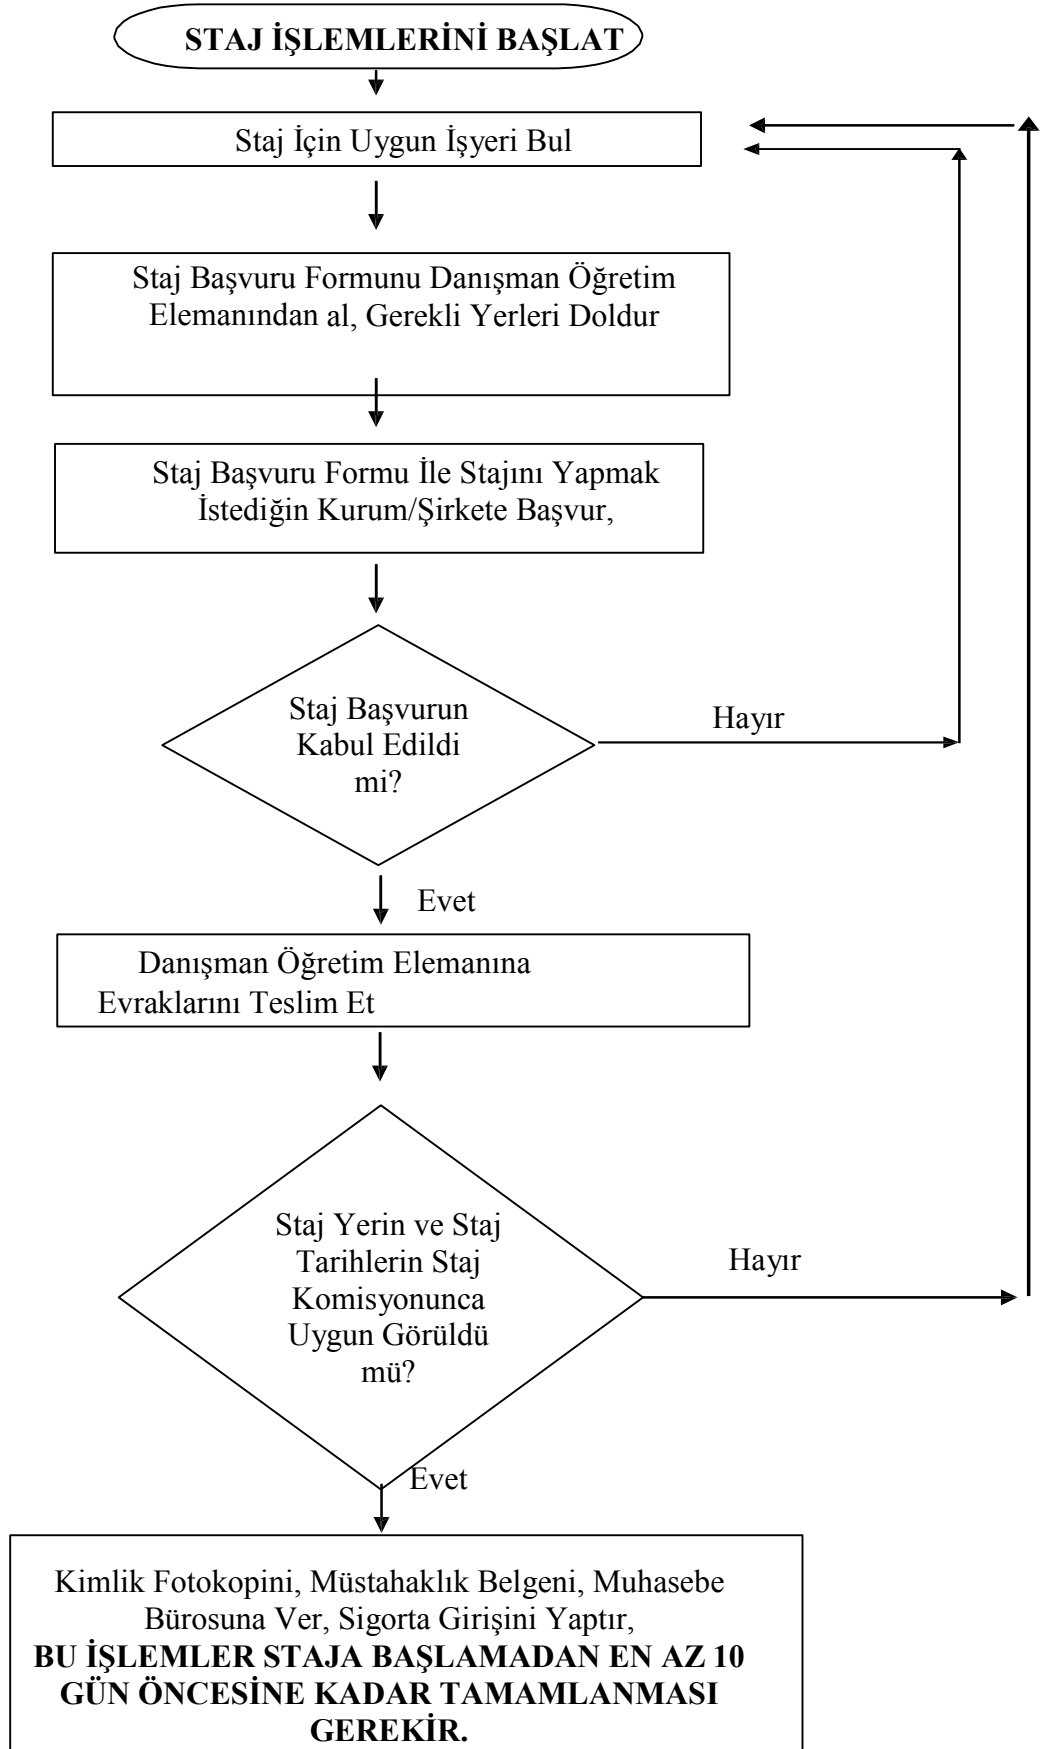 STAJ İŞLEMLERİNİ BAŞLAT
Staj İçin Uygun İşyeri Bul
Staj Başvuru Formunu Danışman Öğretim
Elemanından al, Gerekli Yerleri Doldur
Staj Başvuru Formu İle Stajını Yapmak
İstediğin Kurum/Şirkete Başvur,
Staj Başvurun
Kabul Edildi
mi?
Hayır
Evet
Danışman Öğretim Elemanına
Evraklarını Teslim Et
Staj Yerin ve Staj
Tarihlerin Staj
Komisyonunca
Uygun Görüldü
mü?
Hayır
Evet
Kimlik Fotokopini, Müstahaklık Belgeni, Muhasebe
Bürosuna Ver, Sigorta Girişini Yaptır,
BU İŞLEMLER STAJA BAŞLAMADAN EN AZ 10
GÜN ÖNCESİNE KADAR TAMAMLANMASI
GEREKİR.